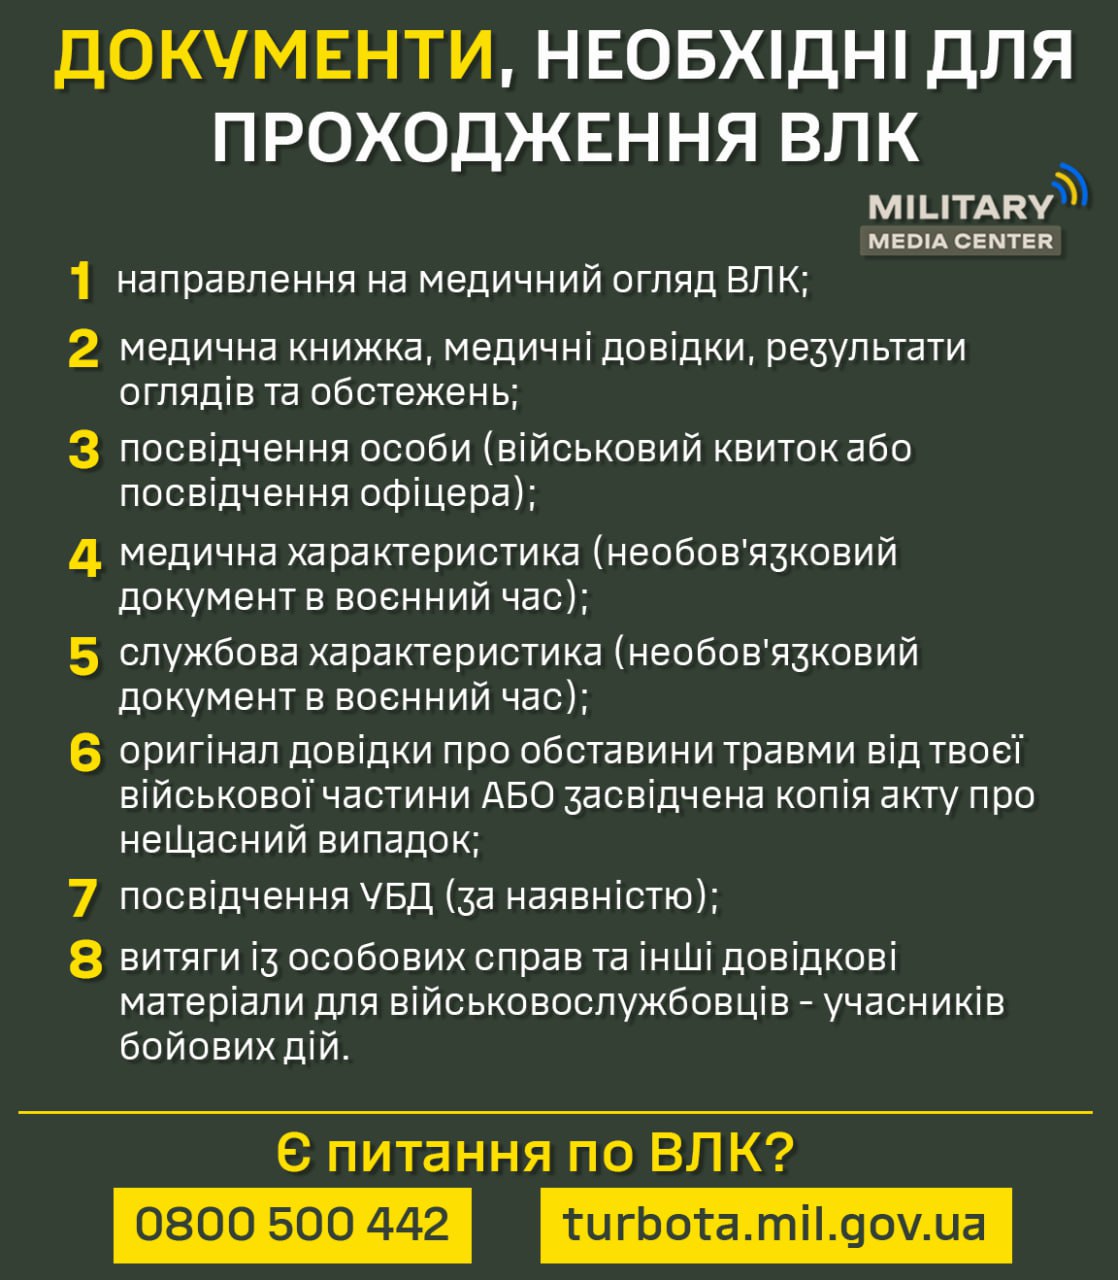 ДОКУМЕНТИ, НЕОБХІДНІ ДЛЯ
ПРОХОДЖЕННЯ ВЛК
MILITARY
MEDIA CENTER
1 направлення на медичний огляд ВЛК;
2 медична книжка, медичні довідки, результати
оглядів та обстежень;
3 посвідчення особи (військовий квиток або
посвідчення офіцера);
4 медична характеристика (необов'язковий
документ в воєнний час);
5 службова характеристика (необов'язковий
документ в воєнний час);
6 оригінал довідки про обставини травми від твоєї
військової частини АБО засвідчена копія акту про
нещасний випадок;
7 посвідчення УБД (за наявністю);
8 витяги із особових справ та інші довідкові
матеріали для військовослужбовців - учасників
бойових дій.
Є питання по ВЛК?
0800 500 442
turbota.mil.gov.ua